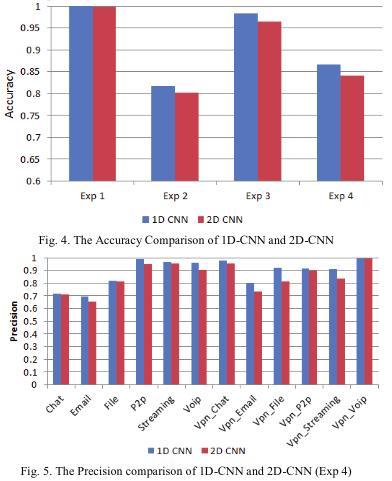 1
0.95
0.9
0.85
0.8
0.75
0.7
0.65
0.6
Accuracy
Exp 1 Exp 2 Exp 3 Exp 4
1D CNN 2D CNN
Fig. 4. The Accuracy Comparison of 1D-CNN and 2D-CNN
1
0.9
0.8
0.7
0.6
0.5
0.4
0.3
0.2
0.1
0
Precision
Chat Email File P2p Streaming Voip Vpn_Chat Vpn_Email Vpn_File Vpn_P2p Vpn_Streaming Vpn_Voip
1D CNN 2D CNN
Fig. 5. The Precision comparison of 1D-CNN and 2D-CNN (Exp 4)